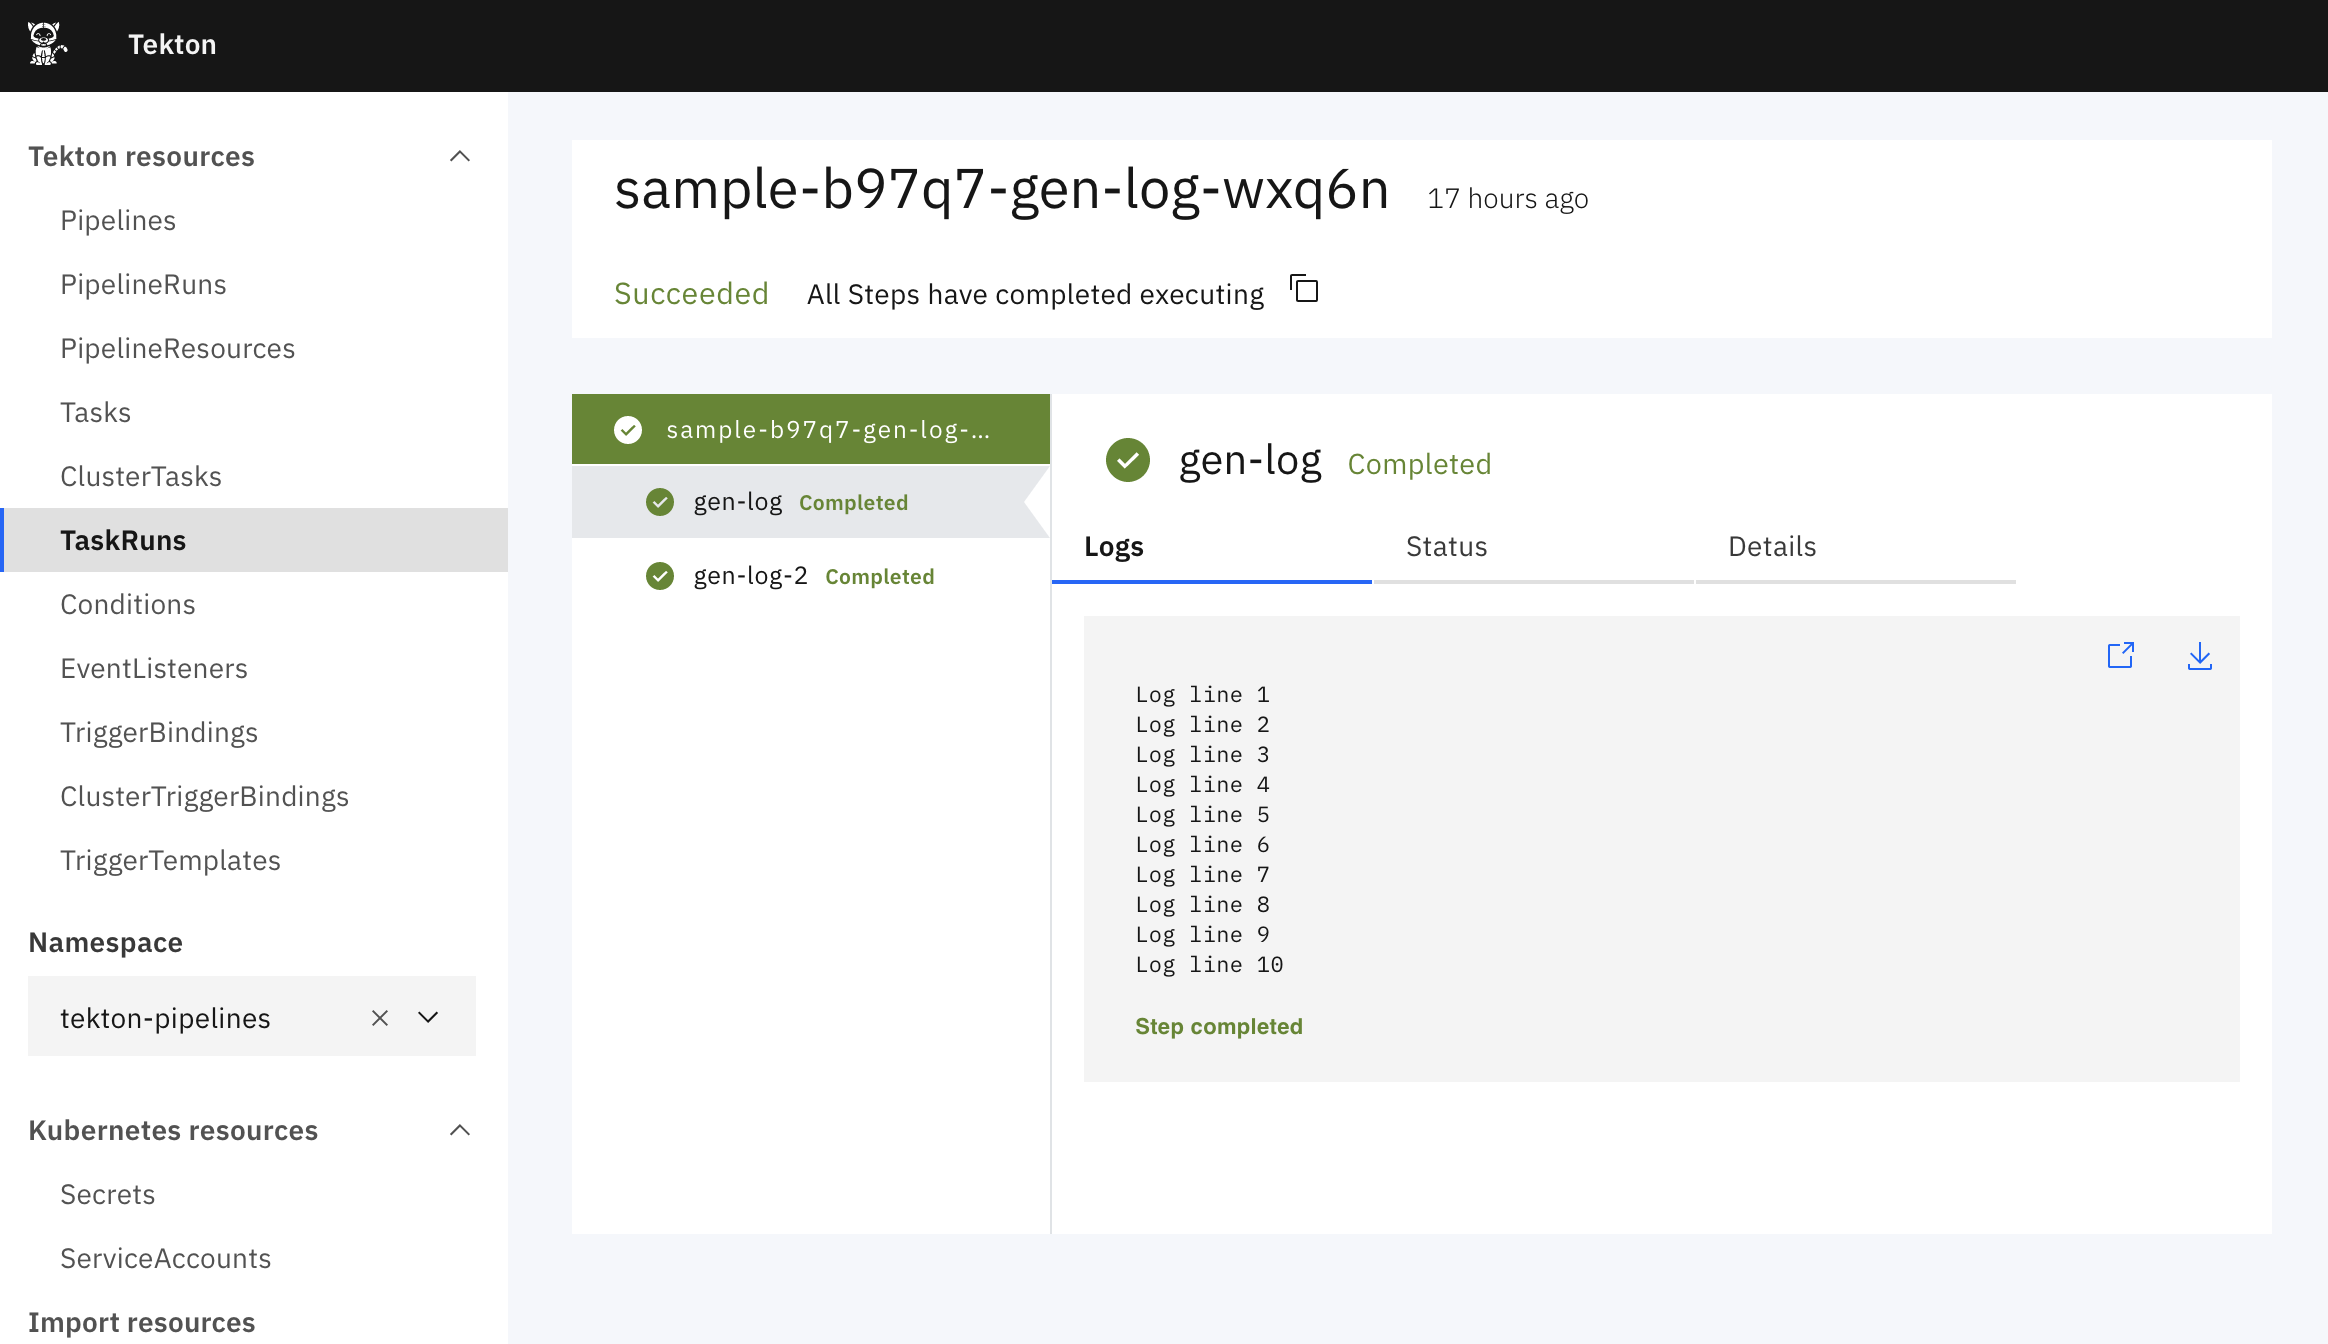 Tekton
Tekton resources
Pipelines
PipelineRuns
PipelineResources
Tasks
ClusterTasks
TaskRuns
Conditions
EventListeners
TriggerBindings
ClusterTriggerBindings
TriggerTemplates
Namespace
tekton-pipelines
Kubernetes resources
Secrets
ServiceAccounts
Import resources
sample-b97q7-gen-log-wxq6n 17 hours ago
Succeeded All Steps have completed executing
sample-b97q7-gen-log-...
gen-log Completed
gen-log-2 Completed
gen-log Completed
Logs Status Details
Log line 1
Log line 2
Log line 3
Log line 4
Log line 5
Log line 6
Log line 7
Log line 8
Log line 9
Log line 10
Step completed